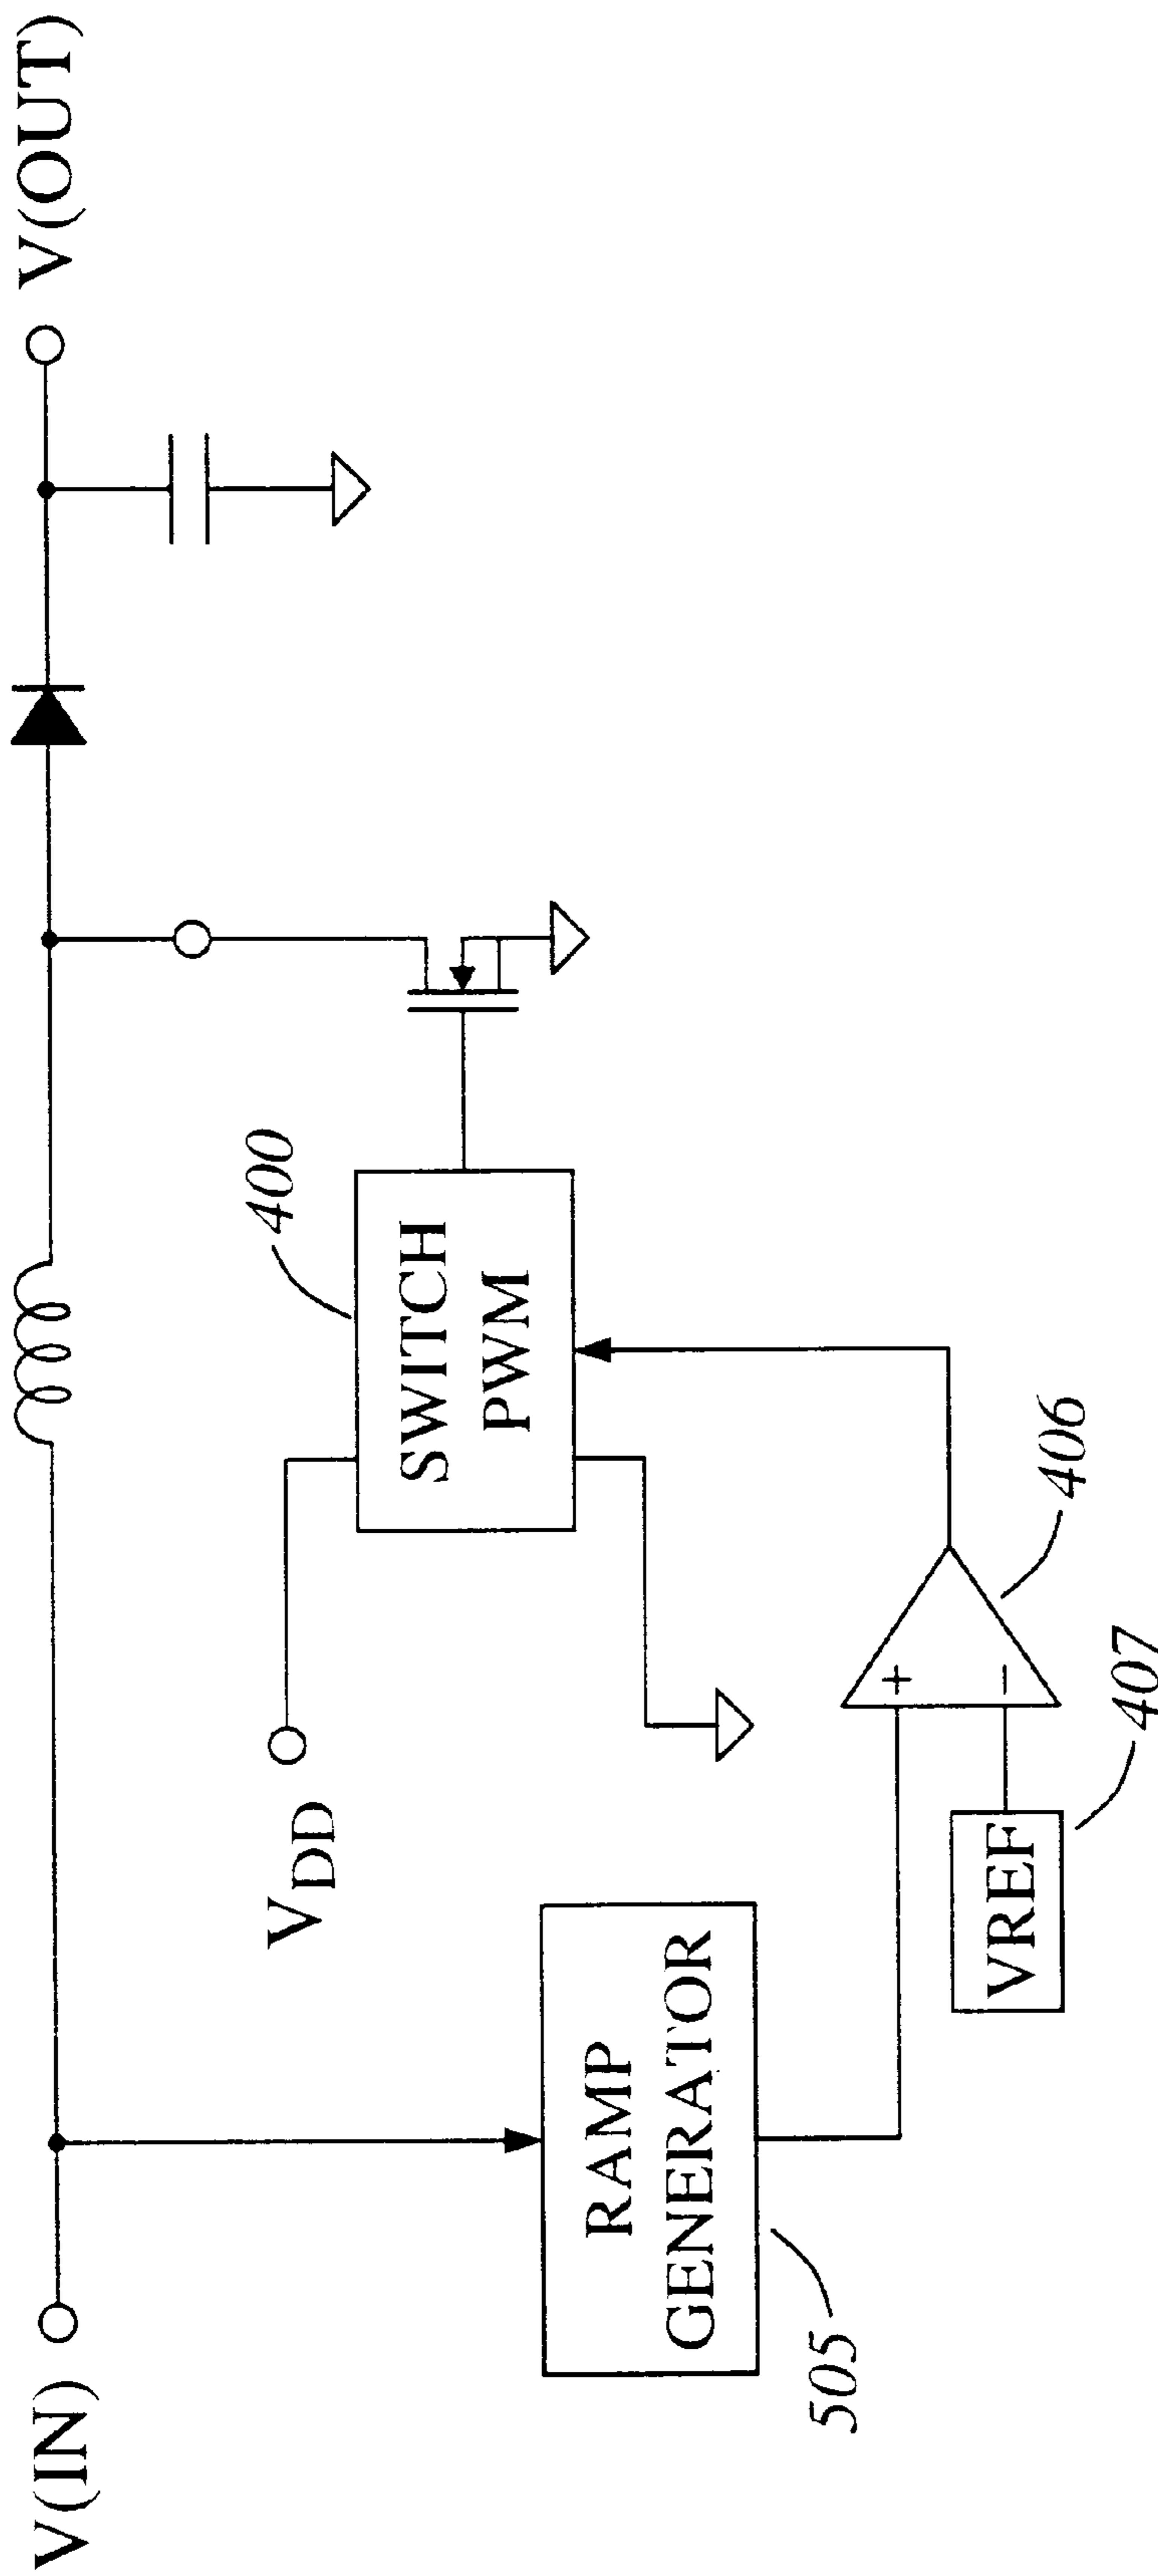 V(IN)
V(OUT)
400
V_DD
SWITCH
PWM
RAMP
GENERATOR
505
+
−
406
VREF
407